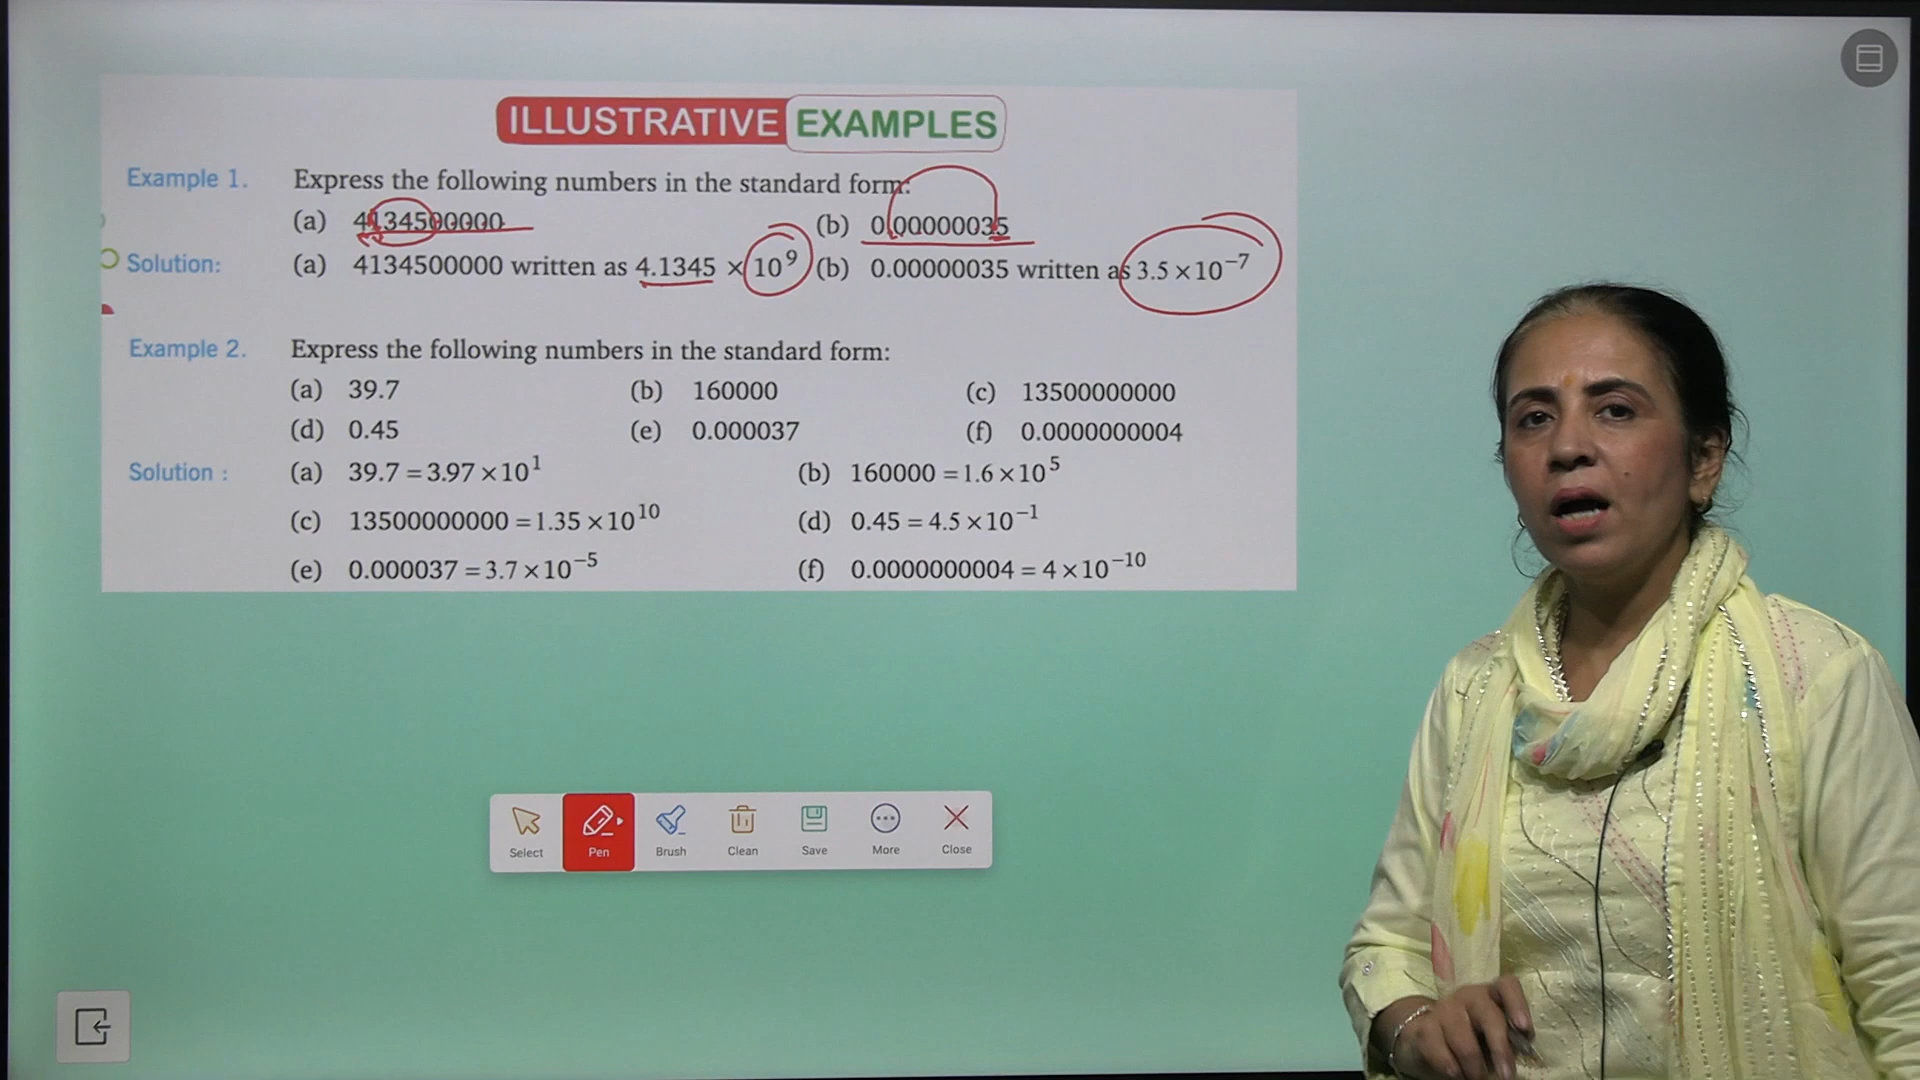 ILLUSTRATIVE EXAMPLES
Example 1. Express the following numbers in the standard form:
(a) 4134500000 (b) 0.00000035
Solution: (a) 4134500000 written as 4.1345 × 10⁹ (b) 0.00000035 written as 3.5 × 10⁻⁷
Example 2. Express the following numbers in the standard form:
(a) 39.7 (b) 160000 (c) 13500000000
(d) 0.45 (e) 0.000037 (f) 0.0000000004
Solution : (a) 39.7 = 3.97 × 10¹ (b) 160000 = 1.6 × 10⁵
(c) 13500000000 = 1.35 × 10¹⁰ (d) 0.45 = 4.5 × 10⁻¹
(e) 0.000037 = 3.7 × 10⁻⁵ (f) 0.0000000004 = 4 × 10⁻¹⁰
Select Pen Brush Clean Save More Close